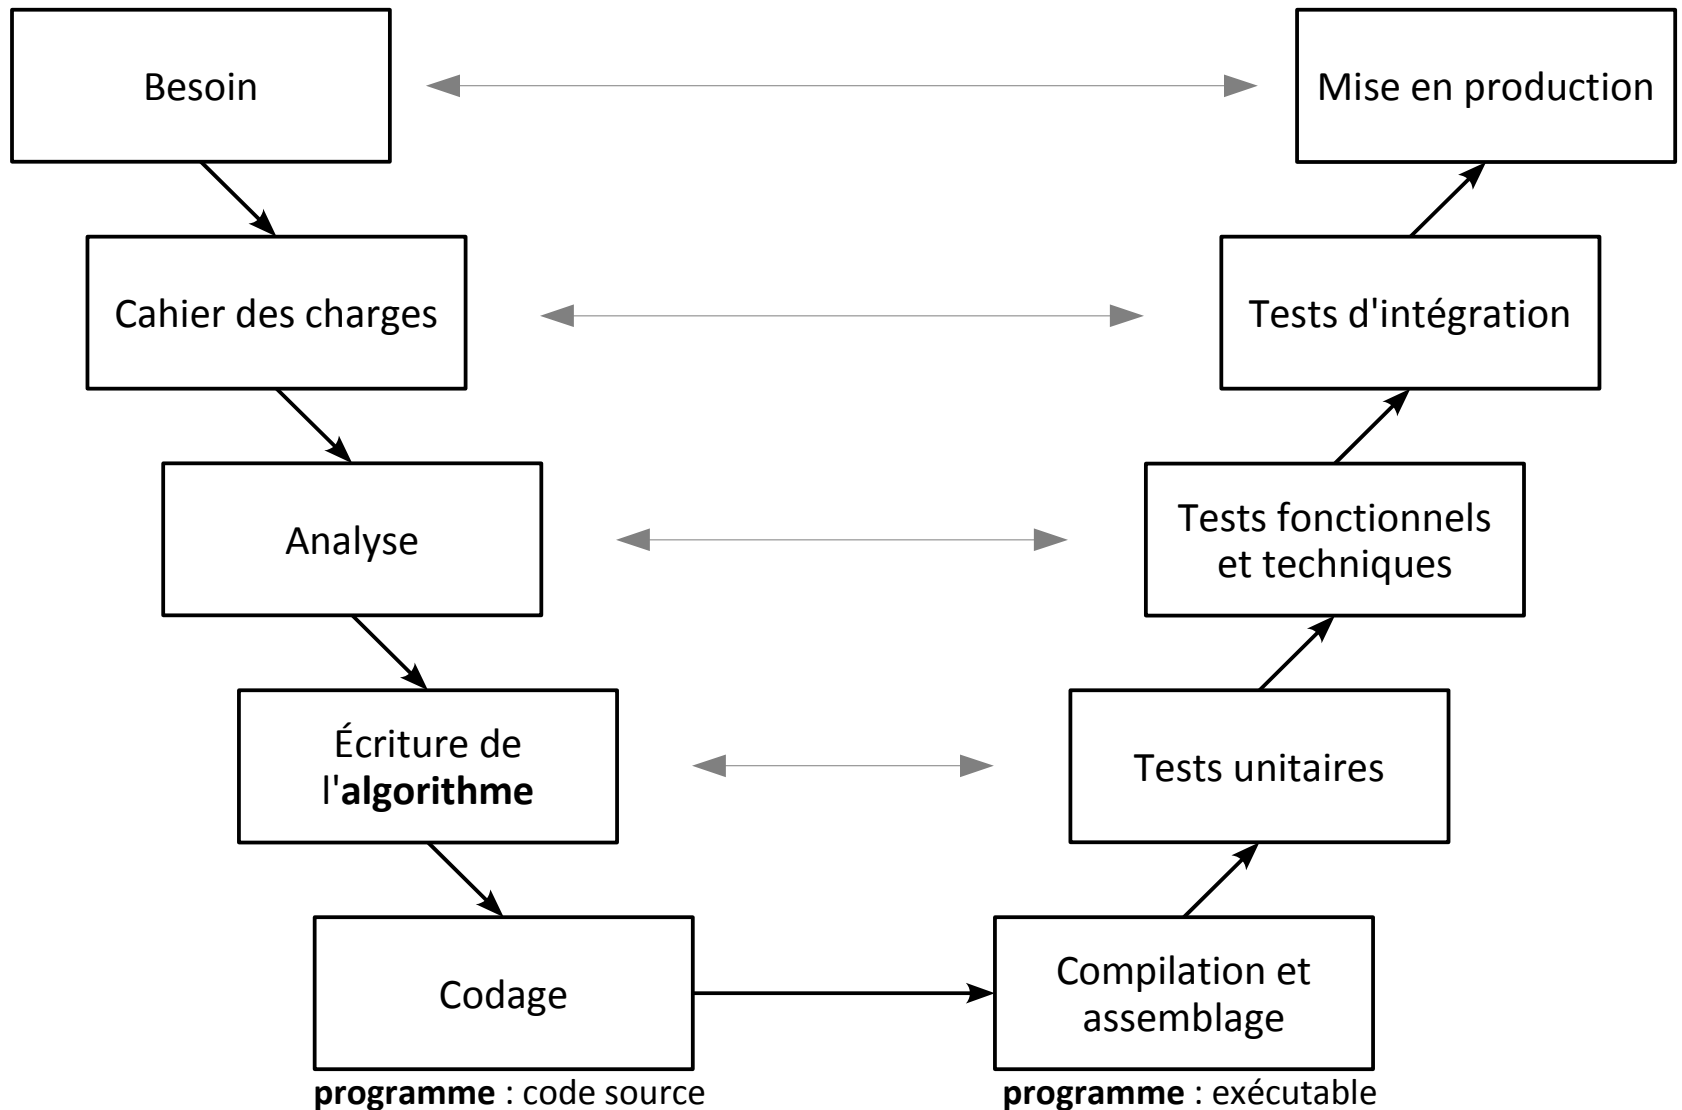 Besoin
Mise en production
Cahier des charges
Tests d'intégration
Analyse
Tests fonctionnels
et techniques
Écriture de
l'algorithme
Tests unitaires
Codage
Compilation et
assemblage
programme : code source
programme : exécutable